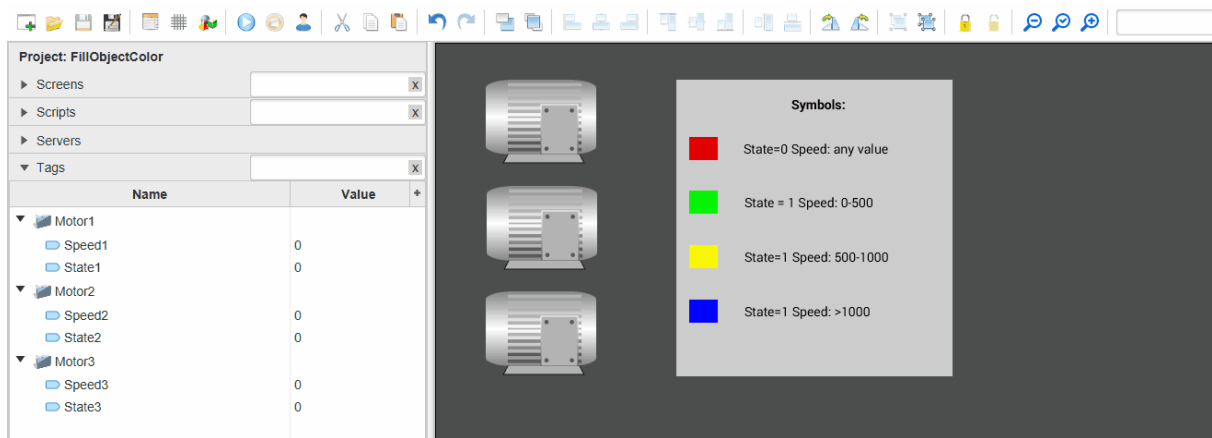 Project: FillObjectColor
Screens
X
Scripts
X
Servers
Tags
X
Name Value +
Motor1
Speed1 0
State1 0
Motor2
Speed2 0
State2 0
Motor3
Speed3 0
State3 0
Symbols:
State=0 Speed: any value
State = 1 Speed: 0-500
State=1 Speed: 500-1000
State=1 Speed: >1000